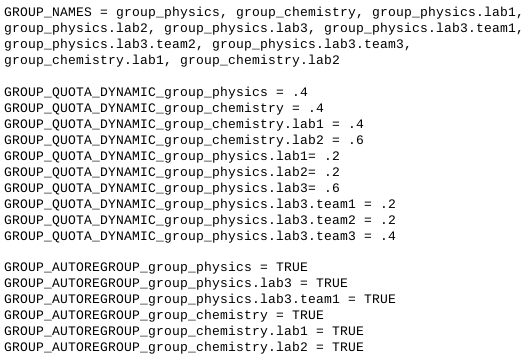 GROUP_NAMES = group_physics, group_chemistry, group_physics.lab1,
group_physics.lab2, group_physics.lab3, group_physics.lab3.team1,
group_physics.lab3.team2, group_physics.lab3.team3,
group_chemistry.lab1, group_chemistry.lab2
GROUP_QUOTA_DYNAMIC_group_physics = .4
GROUP_QUOTA_DYNAMIC_group_chemistry = .4
GROUP_QUOTA_DYNAMIC_group_chemistry.lab1 = .4
GROUP_QUOTA_DYNAMIC_group_chemistry.lab2 = .6
GROUP_QUOTA_DYNAMIC_group_physics.lab1= .2
GROUP_QUOTA_DYNAMIC_group_physics.lab2= .2
GROUP_QUOTA_DYNAMIC_group_physics.lab3= .6
GROUP_QUOTA_DYNAMIC_group_physics.lab3.team1 = .2
GROUP_QUOTA_DYNAMIC_group_physics.lab3.team2 = .2
GROUP_QUOTA_DYNAMIC_group_physics.lab3.team3 = .4
GROUP_AUTOREGROUP_group_physics = TRUE
GROUP_AUTOREGROUP_group_physics.lab3 = TRUE
GROUP_AUTOREGROUP_group_physics.lab3.team1 = TRUE
GROUP_AUTOREGROUP_group_chemistry = TRUE
GROUP_AUTOREGROUP_group_chemistry.lab1 = TRUE
GROUP_AUTOREGROUP_group_chemistry.lab2 = TRUE